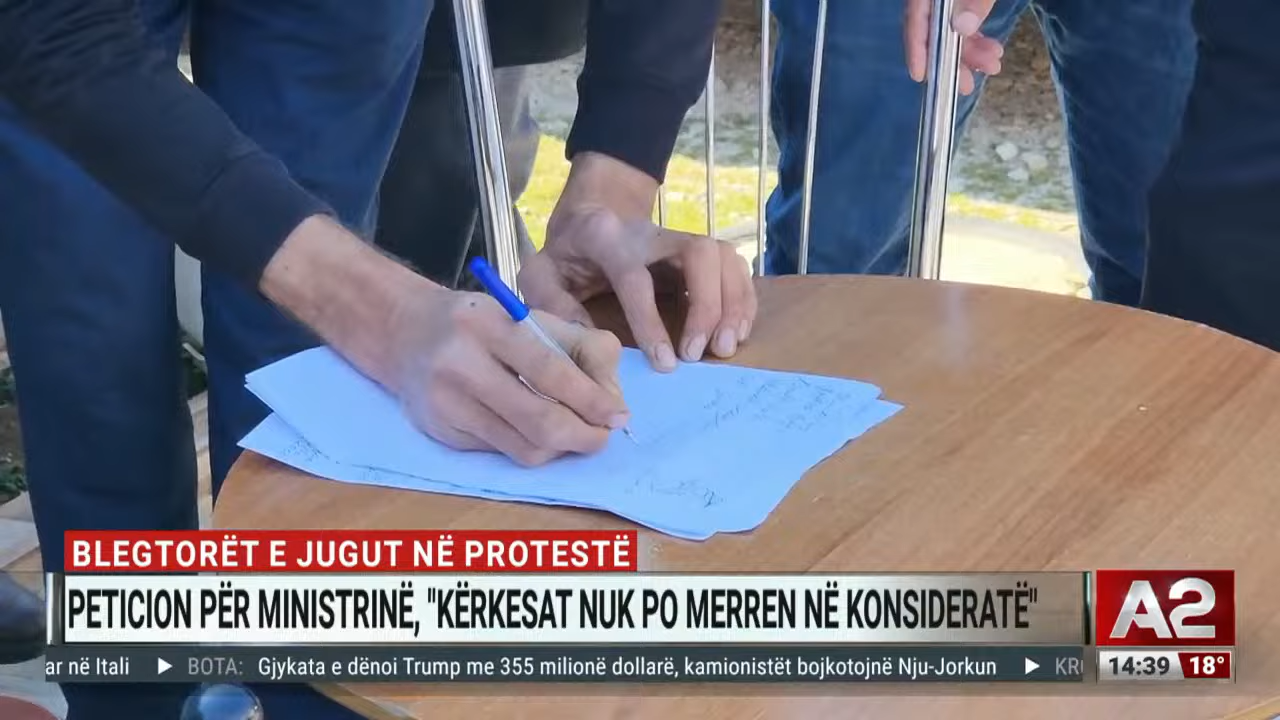 BLEGTORËT E JUGUT NË PROTESTË
PETICION PËR MINISTRINË, "KËRKESAT NUK PO MERREN NË KONSIDERATË"
A2
ar në Itali ▶ BOTA: Gjykata e dënoi Trump me 355 milionë dollarë, kamionistët bojkotojnë Nju-Jorkun ▶ KRU
14:39 18°